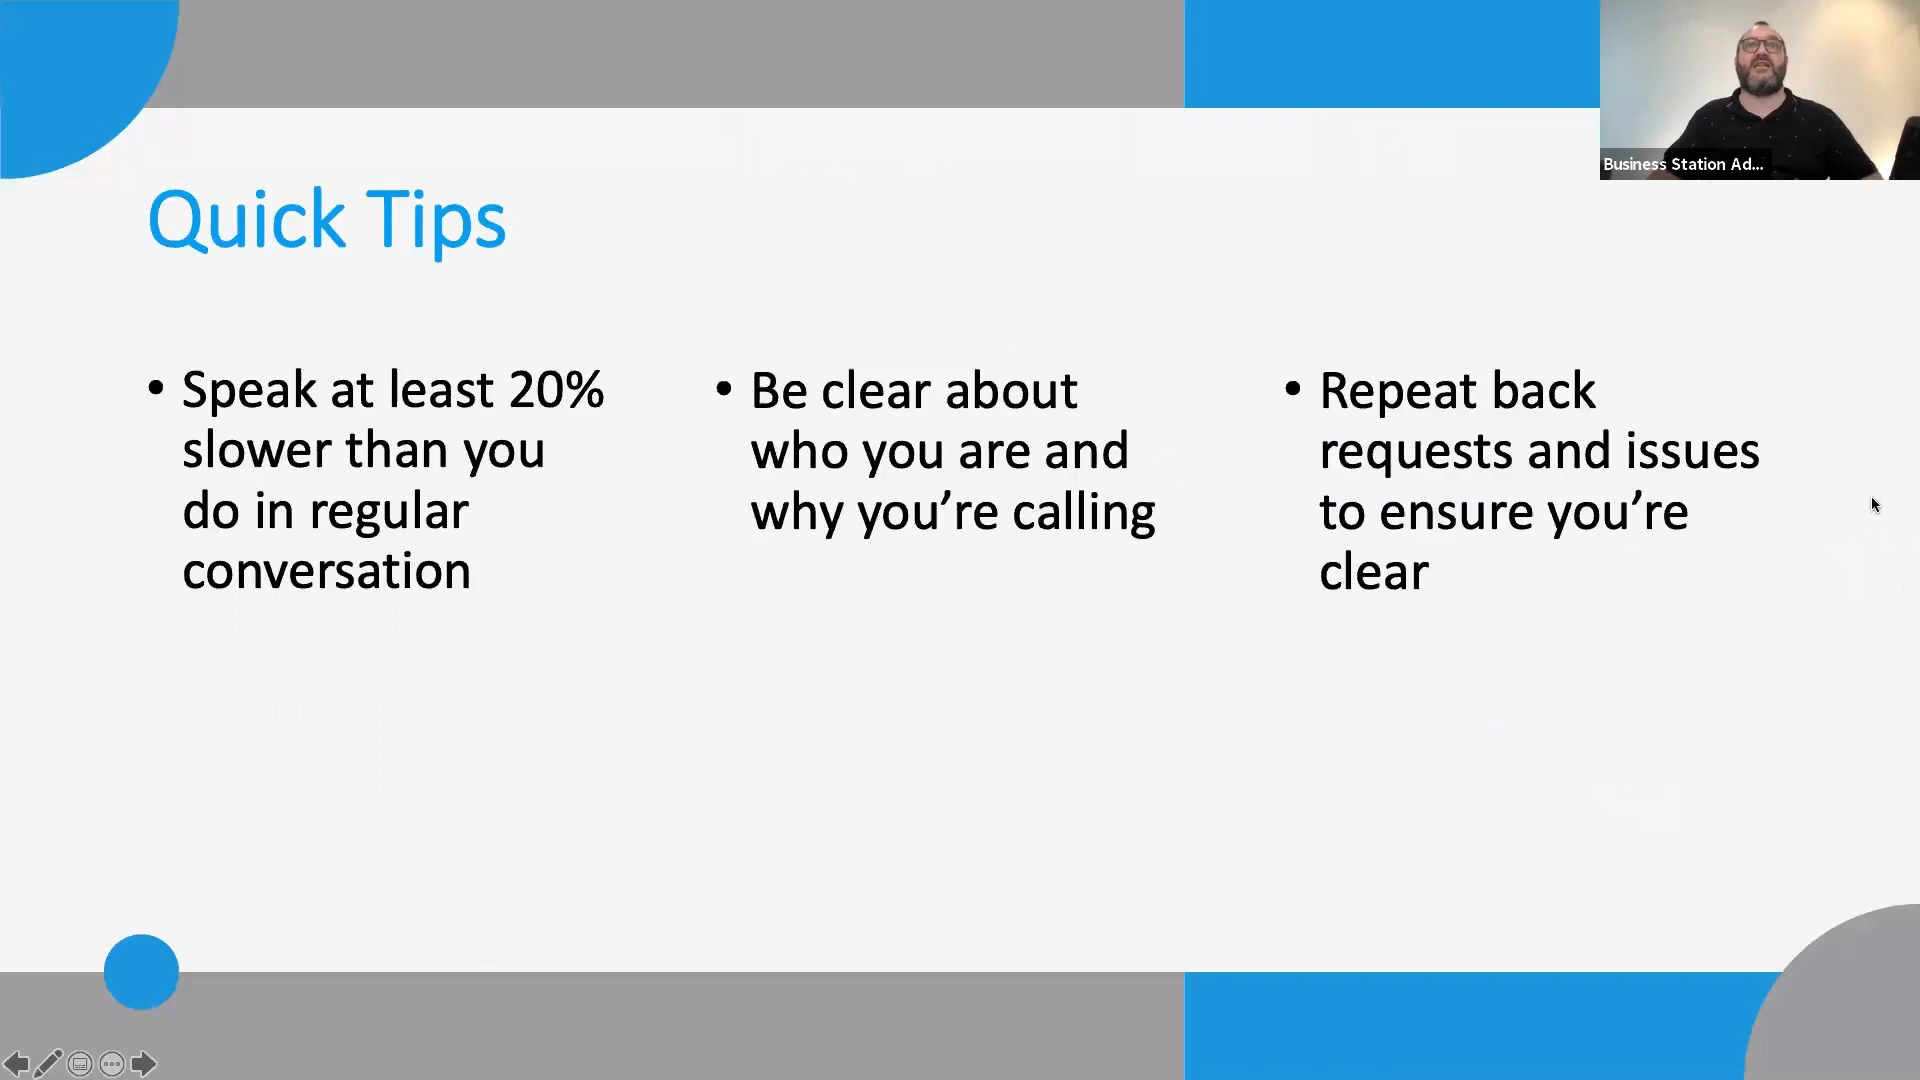 Business Station Ad...
Quick Tips
• Speak at least 20%
slower than you
do in regular
conversation
• Be clear about
who you are and
why you’re calling
• Repeat back
requests and issues
to ensure you’re
clear